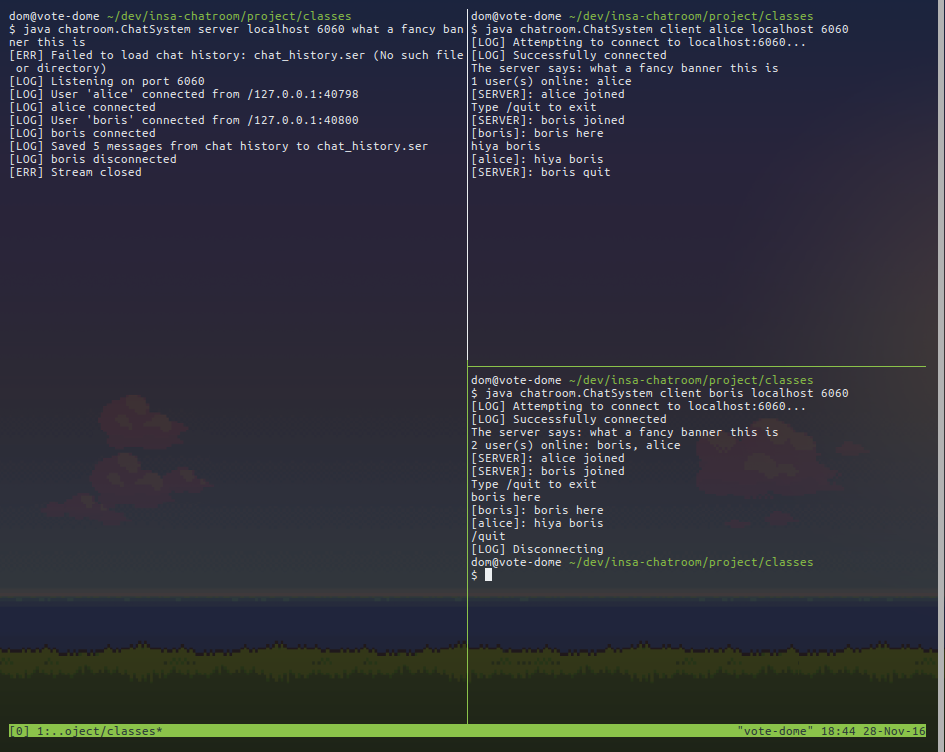 dom@vote-dome ~/dev/insa-chatroom/project/classes
$ java chatroom.ChatSystem server localhost 6060 what a fancy ban
ner this is
[ERR] Failed to load chat history: chat_history.ser (No such file
 or directory)
[LOG] Listening on port 6060
[LOG] User 'alice' connected from /127.0.0.1:40798
[LOG] alice connected
[LOG] User 'boris' connected from /127.0.0.1:40800
[LOG] boris connected
[LOG] Saved 5 messages from chat history to chat_history.ser
[LOG] boris disconnected
[ERR] Stream closed
dom@vote-dome ~/dev/insa-chatroom/project/classes
$ java chatroom.ChatSystem client alice localhost 6060
[LOG] Attempting to connect to localhost:6060...
[LOG] Successfully connected
The server says: what a fancy banner this is
1 user(s) online: alice
[SERVER]: alice joined
Type /quit to exit
[SERVER]: boris joined
[boris]: boris here
hiya boris
[alice]: hiya boris
[SERVER]: boris quit
dom@vote-dome ~/dev/insa-chatroom/project/classes
$ java chatroom.ChatSystem client boris localhost 6060
[LOG] Attempting to connect to localhost:6060...
[LOG] Successfully connected
The server says: what a fancy banner this is
2 user(s) online: boris, alice
[SERVER]: alice joined
[SERVER]: boris joined
Type /quit to exit
boris here
[boris]: boris here
[alice]: hiya boris
/quit
[LOG] Disconnecting
dom@vote-dome ~/dev/insa-chatroom/project/classes
$
[0] 1:..oject/classes* "vote-dome" 18:44 28-Nov-16